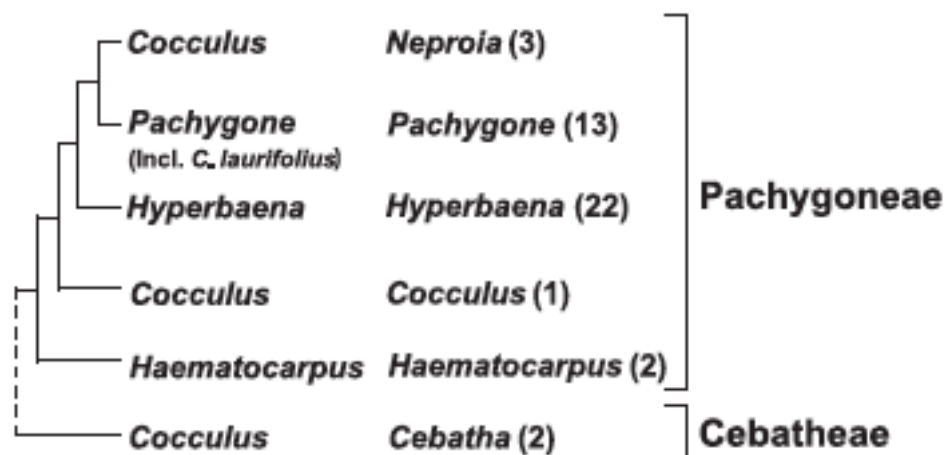 Cocculus Neproia (3)
Pachygone Pachygone (13)
(Incl. C. laurifolius)
Pachygoneae
Hyperbaena Hyperbaena (22)
Cocculus Cocculus (1)
Haematocarpus Haematocarpus (2)
Cocculus Cebatha (2) Cebatheae